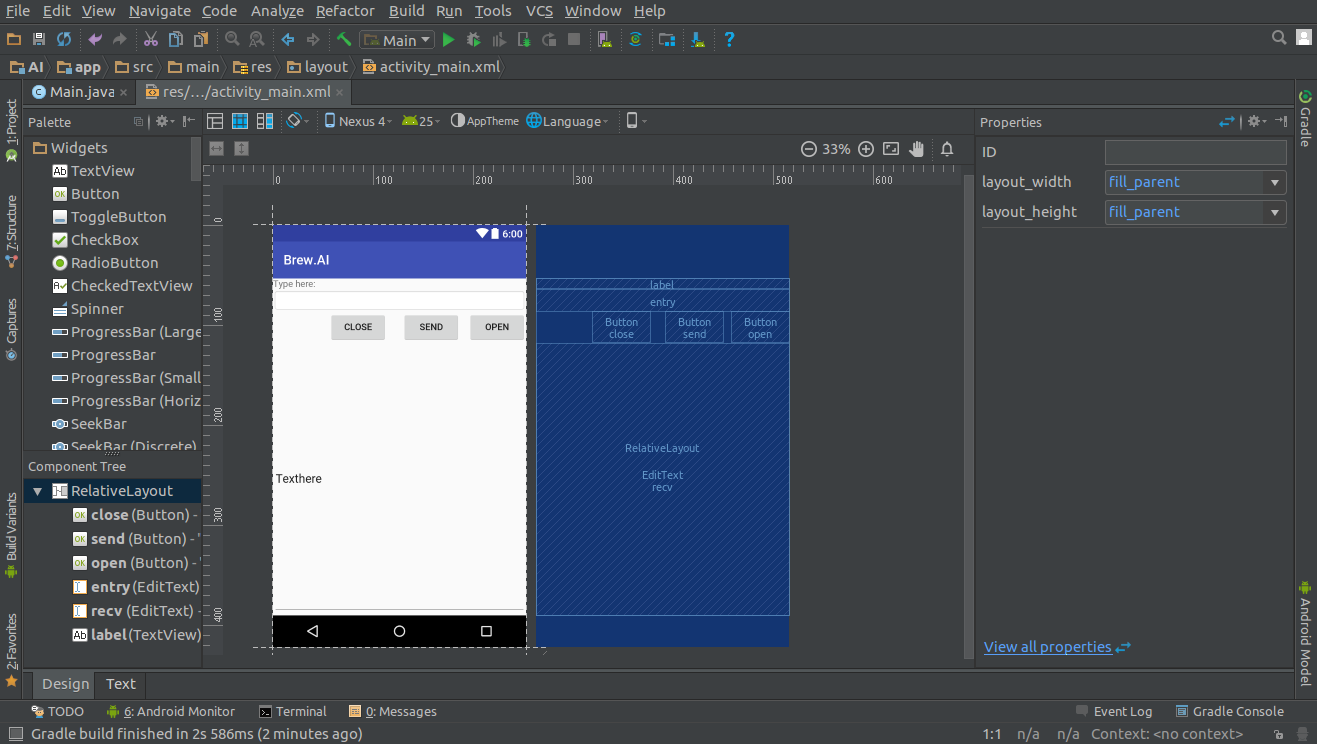 File Edit View Navigate Code Analyze Refactor Build Run Tools VCS Window Help
Main
AI app src main res layout activity_main.xml
Main.java res/.../activity_main.xml
1: Project
7: Structure
Captures
Build Variants
2: Favorites
Palette
Widgets
TextView
Button
ToggleButton
CheckBox
RadioButton
CheckedTextView
Spinner
ProgressBar (Large
ProgressBar
ProgressBar (Small
ProgressBar (Horiz
SeekBar
SeekBar (Discrete)
Component Tree
RelativeLayout
close (Button) -
send (Button) - "
open (Button) -
entry (EditText)
recv (EditText) -
label (TextView)
Nexus 4 25 AppTheme Language
33%
0 100 200 300 400 500 600
0
100
200
300
400
6:00
Brew.AI
Type here:
CLOSE SEND OPEN
Texthere
label
entry
Button close
Button send
Button open
RelativeLayout
EditText
recv
Properties
ID
layout_width fill_parent
layout_height fill_parent
View all properties
Gradle
Android Model
Design Text
TODO 6: Android Monitor Terminal 0: Messages Event Log Gradle Console
Gradle build finished in 2s 586ms (2 minutes ago) 1:1 n/a n/a Context: <no context>